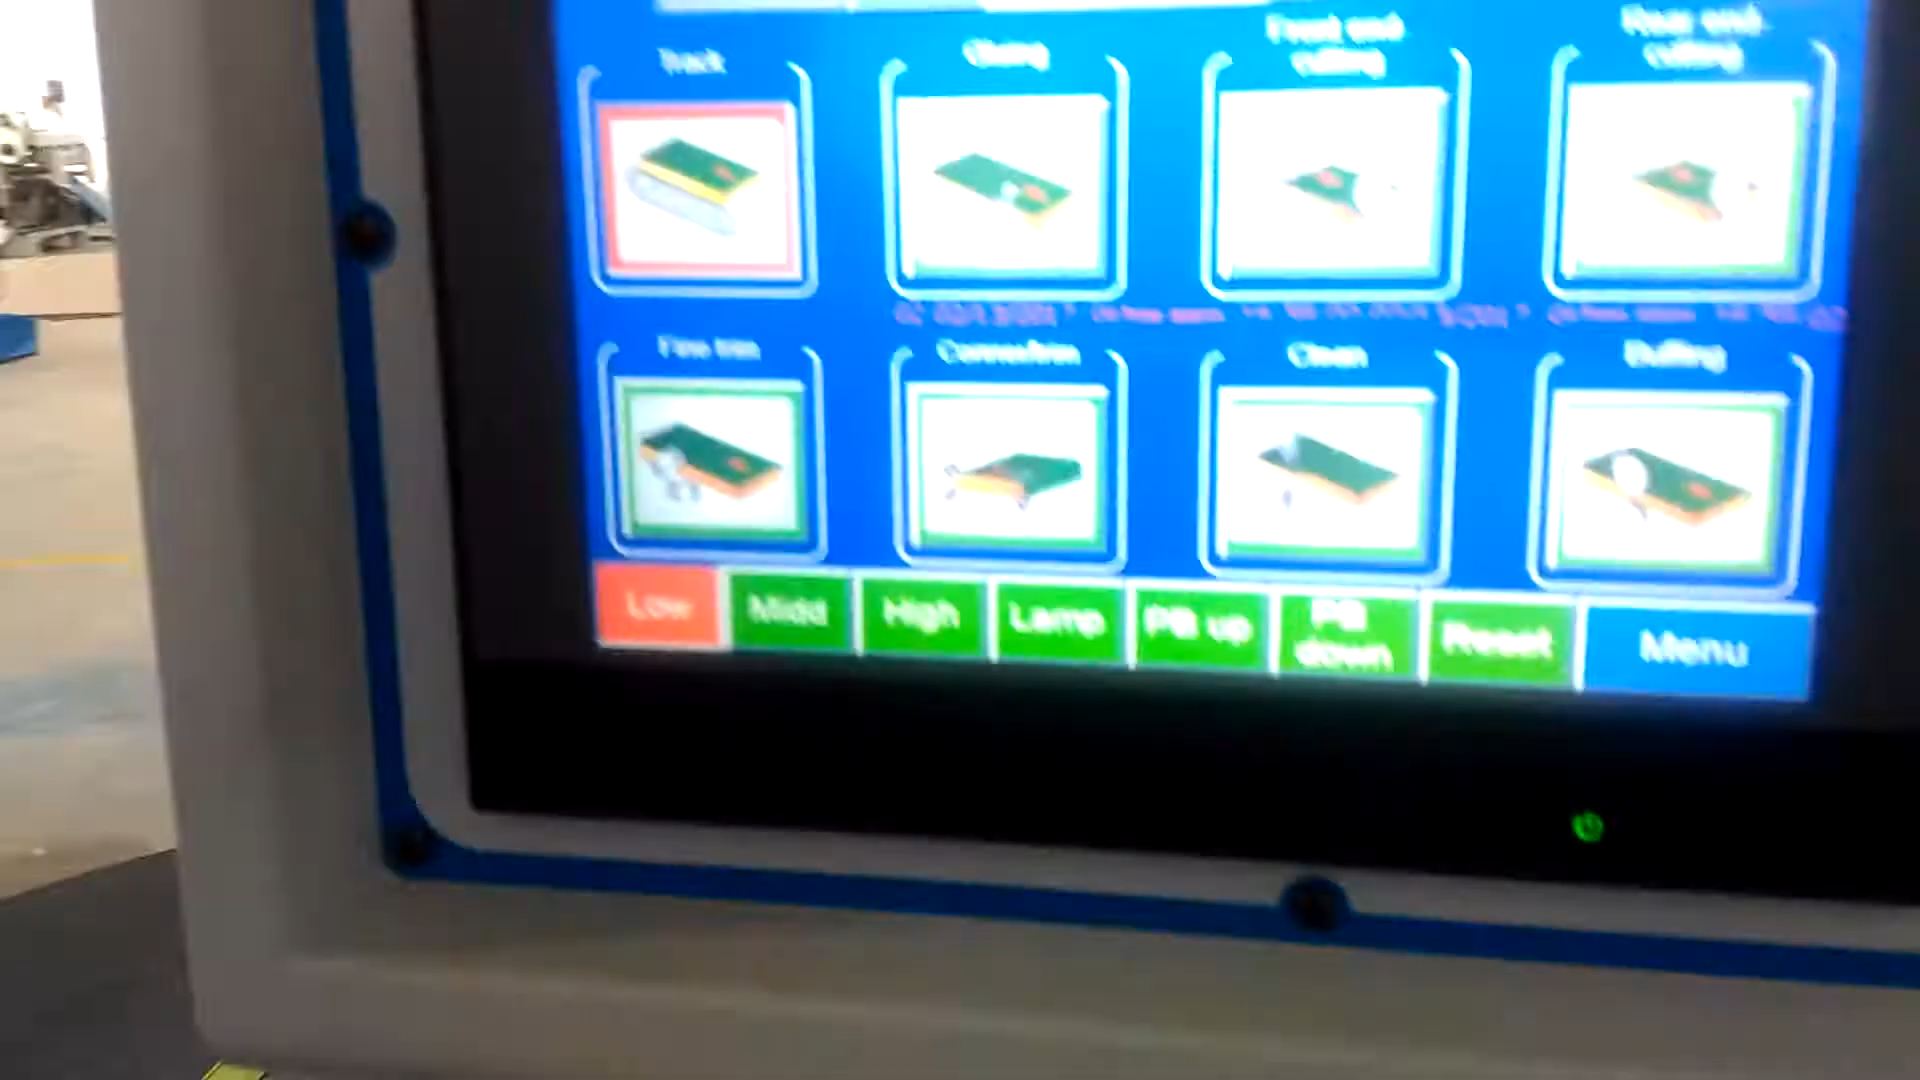 Track
Gluing
Front end
cutting
Rear end
cutting
Fine trim
Clean
Buffing
Low
Midd
High
Lamp
PB up
PB
down
Reset
Menu